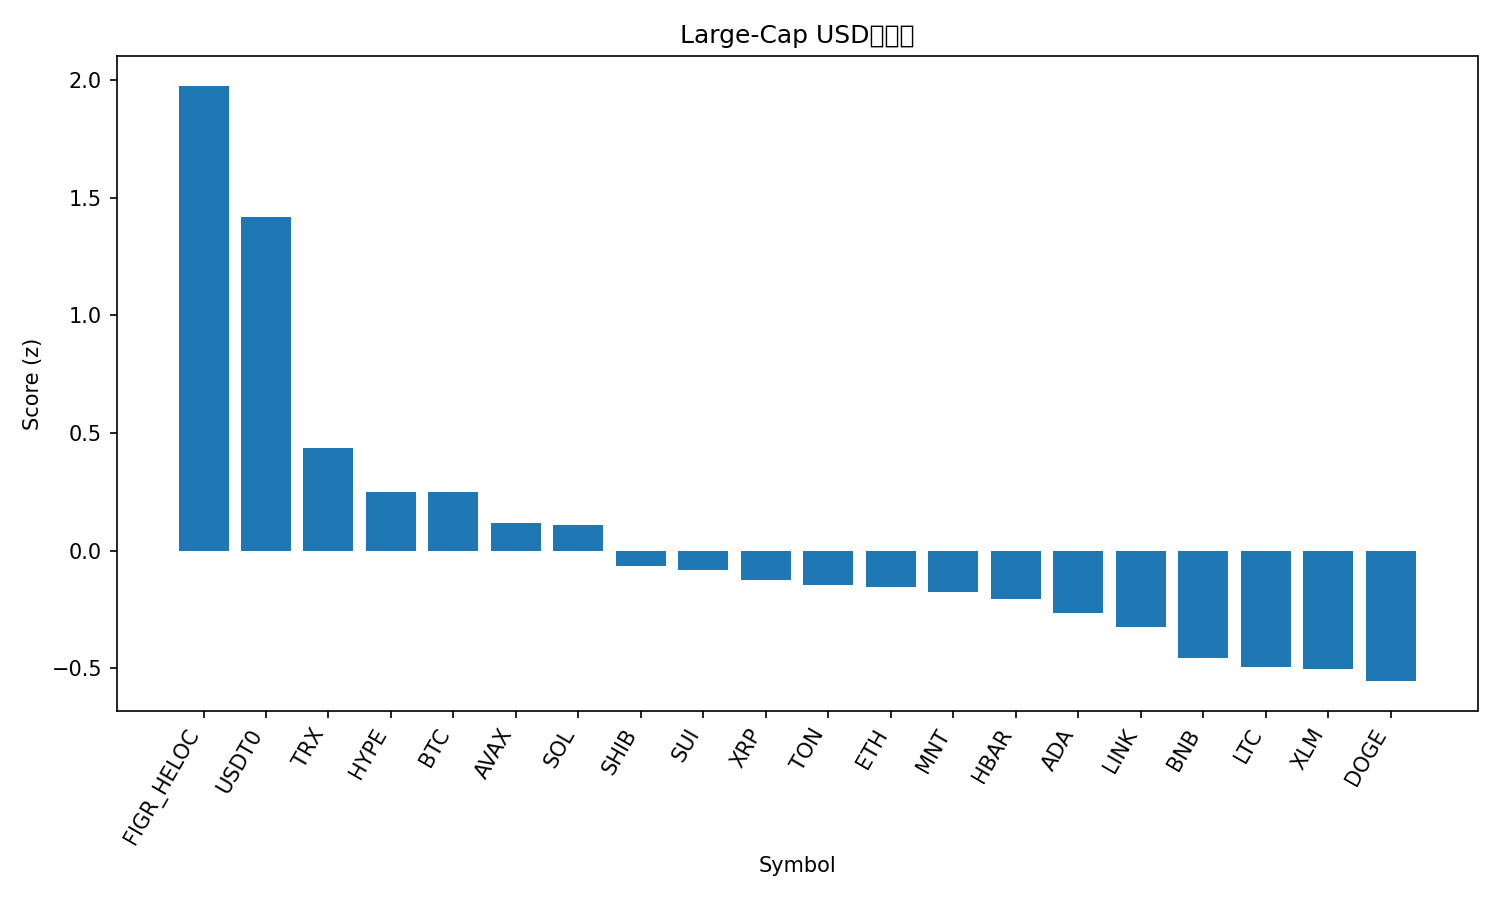 Large-Cap USD
2.0
1.5
1.0
0.5
0.0
−0.5
Score (z)
FIGR_HELOC
USDT0
TRX
HYPE
BTC
AVAX
SOL
SHIB
SUI
XRP
TON
ETH
MNT
HBAR
ADA
LINK
BNB
LTC
XLM
DOGE
Symbol